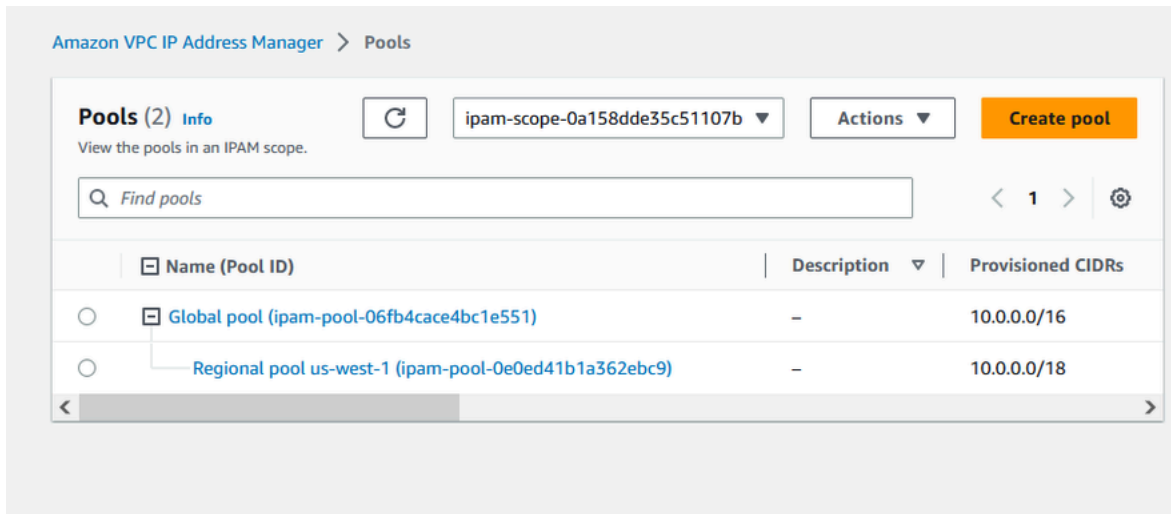 Amazon VPC IP Address Manager > Pools
Pools (2) Info
ipam-scope-0a158dde35c51107b ▼
Actions ▼
Create pool
View the pools in an IPAM scope.
Find pools
< 1 >
Name (Pool ID)
Description
Provisioned CIDRs
Global pool (ipam-pool-06fb4cace4bc1e551)
–
10.0.0.0/16
Regional pool us-west-1 (ipam-pool-0e0ed41b1a362ebc9)
–
10.0.0.0/18